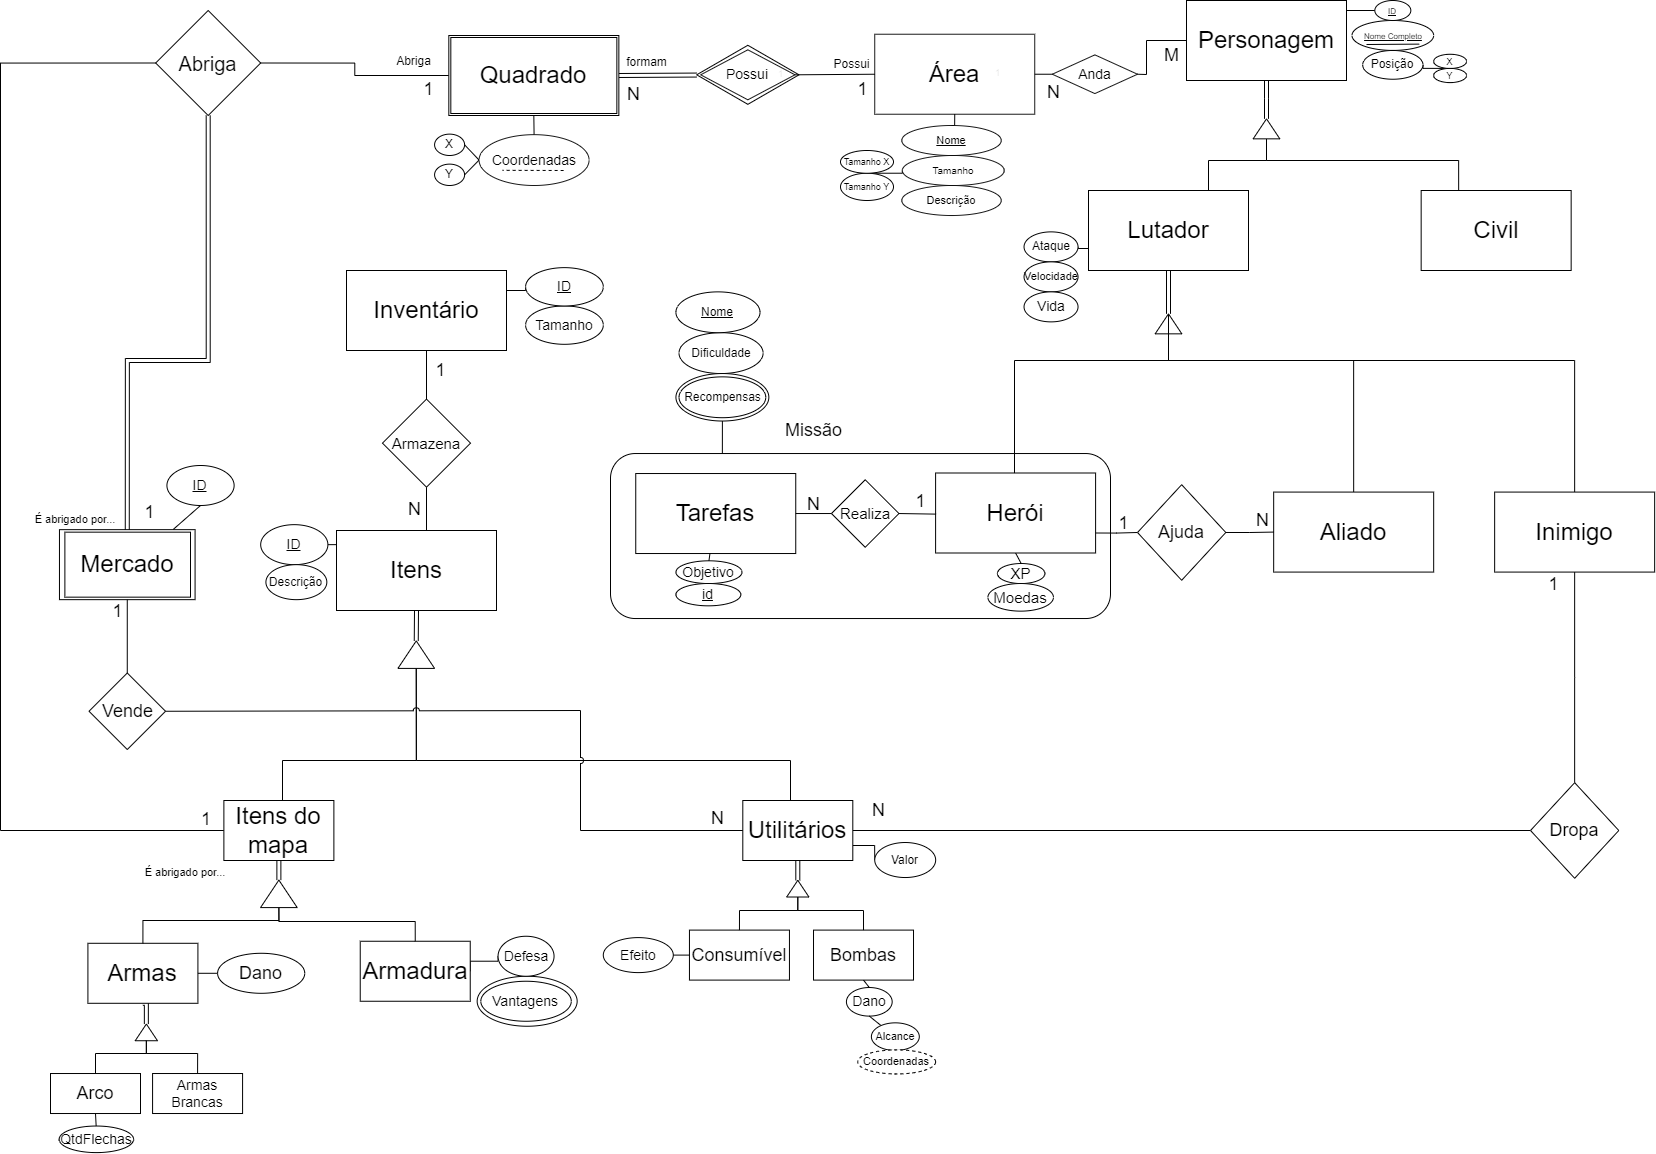 Abriga
Abriga
1
Quadrado
formam
N
Possui
Possui
1
Área
N
Anda
M
Personagem
ID
Nome Completo
Posição
X
Y
X
Y
Coordenadas
Nome
Tamanho X
Tamanho Y
Tamanho
Descrição
Lutador
Civil
Ataque
Velocidade
Vida
Inventário
ID
Tamanho
1
Armazena
N
Nome
Dificuldade
Recompensas
Missão
Tarefas
N
Realiza
1
Herói
1
Ajuda
N
Aliado
Inimigo
1
Objetivo
id
XP
Moedas
ID
1
É abrigado por...
Mercado
1
ID
Descrição
Itens
Vende
1
Itens do
mapa
É abrigado por...
N
Utilitários
N
Valor
Dropa
Armas
Dano
Armadura
Defesa
Vantagens
Efeito
Consumível
Bombas
Dano
Alcance
Coordenadas
Arco
Armas
Brancas
QtdFlechas